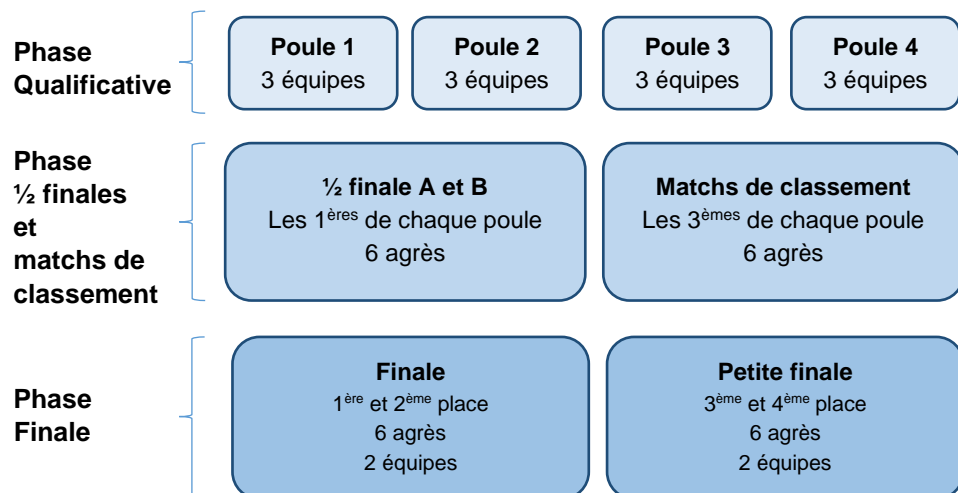 Phase
Qualificative
Poule 1
3 équipes
Poule 2
3 équipes
Poule 3
3 équipes
Poule 4
3 équipes
Phase
½ finales
et
matchs de
classement
½ finale A et B
Les 1ères de chaque poule
6 agrès
Matchs de classement
Les 3èmes de chaque poule
6 agrès
Phase
Finale
Finale
1ère et 2ème place
6 agrès
2 équipes
Petite finale
3ème et 4ème place
6 agrès
2 équipes